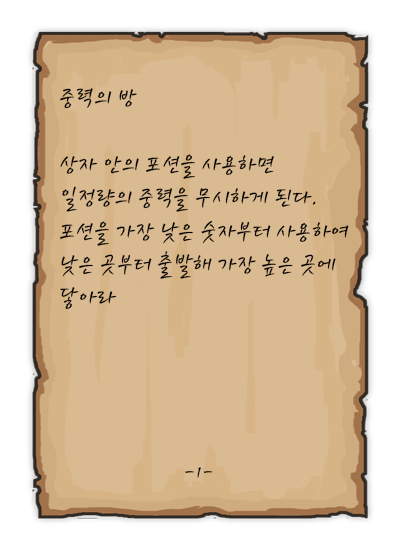 중력의 방
상자 안의 포션을 사용하면
일정량의 중력을 무시하게 된다.
포션을 가장 낮은 숫자부터 사용하여
낮은 곳부터 출발해 가장 높은 곳에
닿아라
-1-